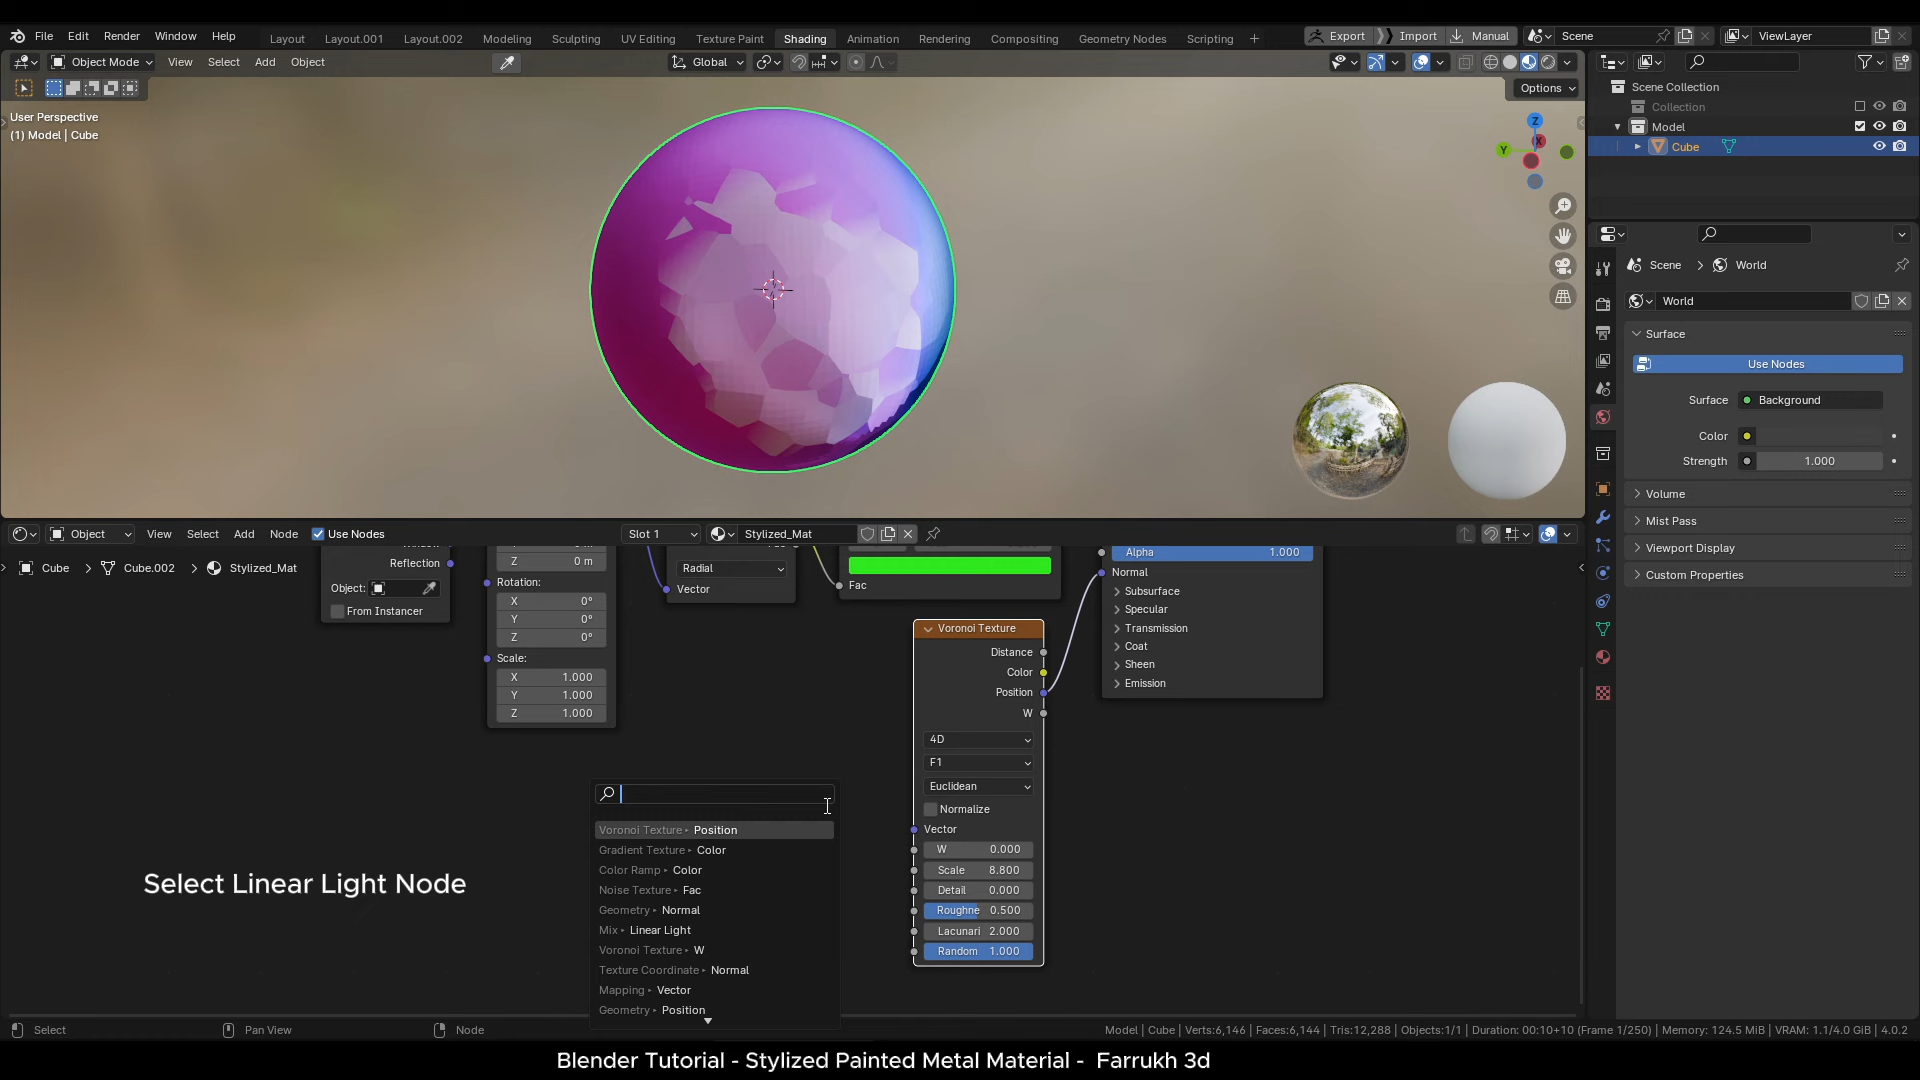 File Edit Render Window Help Layout Layout.001 Layout.002 Modeling Sculpting UV Editing Texture Paint Shading Animation Rendering Compositing Geometry Nodes Scripting + Export Import Manual Scene ViewLayer
Object Mode View Select Add Object Global
Options
User Perspective
(1) Model | Cube
Z
X
Y
Scene Collection
Collection
Model
Cube
Scene > World
World
Surface
Use Nodes
Surface Background
Color
Strength 1.000
Volume
Mist Pass
Viewport Display
Custom Properties
Object View Select Add Node Use Nodes Slot 1 Stylized_Mat
Cube > Cube.002 > Stylized_Mat
Reflection
Object:
From Instancer
Z 0 m
Rotation:
X 0°
Y 0°
Z 0°
Scale:
X 1.000
Y 1.000
Z 1.000
Radial
Vector
Fac
Alpha 1.000
Normal
Subsurface
Specular
Transmission
Coat
Sheen
Emission
Voronoi Texture
Distance
Color
Position
W
4D
F1
Euclidean
Normalize
Vector
W 0.000
Scale 8.800
Detail 0.000
Roughne 0.500
Lacunari 2.000
Random 1.000
Voronoi Texture ▸ Position
Gradient Texture ▸ Color
Color Ramp ▸ Color
Noise Texture ▸ Fac
Geometry ▸ Normal
Mix ▸ Linear Light
Voronoi Texture ▸ W
Texture Coordinate ▸ Normal
Mapping ▸ Vector
Geometry ▸ Position
Select Linear Light Node
Select Pan View Node Model | Cube | Verts:6,146 | Faces:6,144 | Tris:12,288 | Objects:1/1 | Duration: 00:10+10 (Frame 1/250) | Memory: 124.5 MiB | VRAM: 1.1/4.0 GiB | 4.0.2
Blender Tutorial - Stylized Painted Metal Material - Farrukh 3d